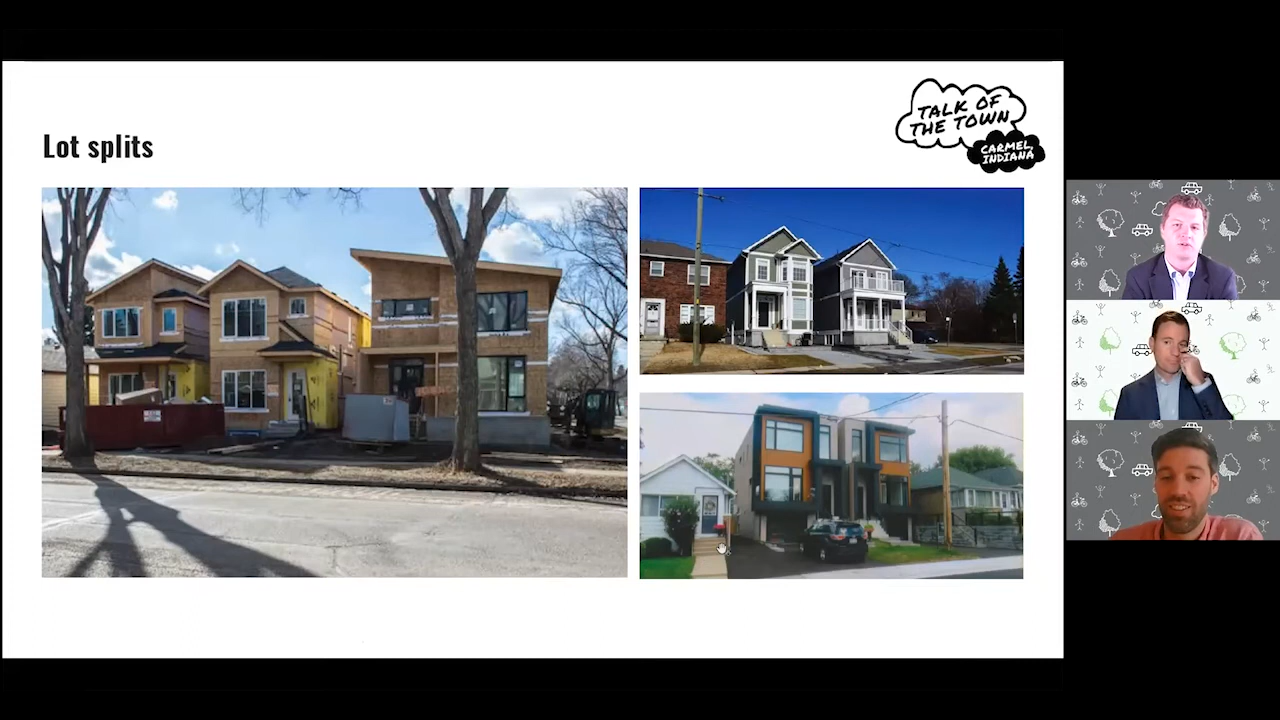 Lot splits
TALK OF
THE TOWN
CARMEL,
INDIANA